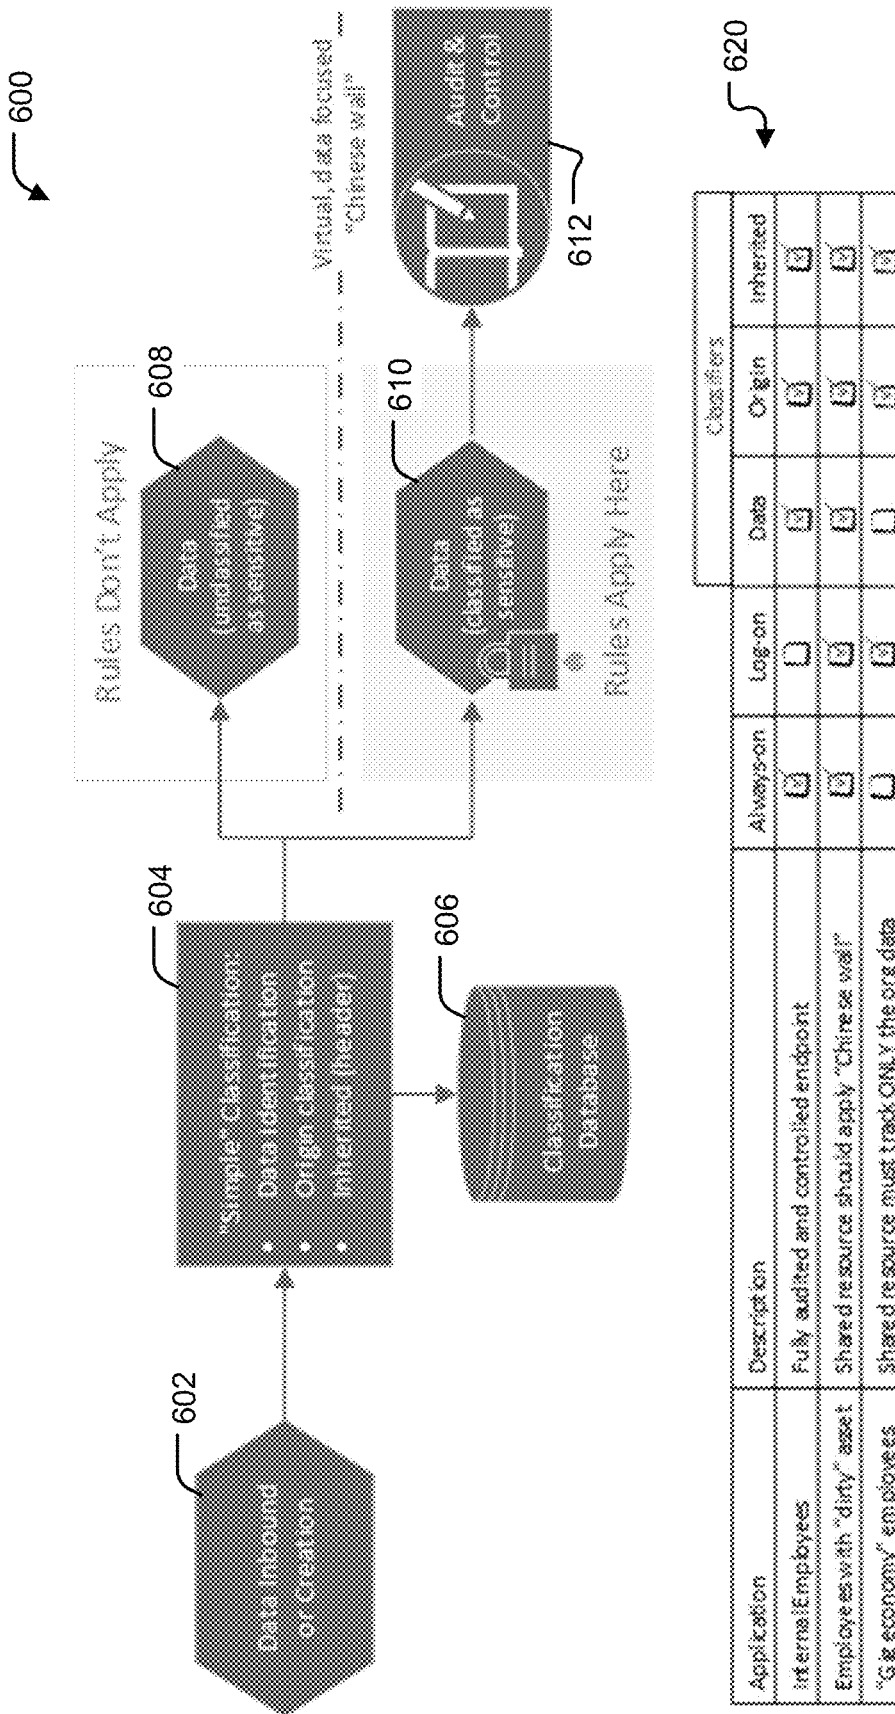 600
Virtual, data focused
"Chinese wall"
Rules Don't Apply
608
Data
(unclassified
as sensitive)
604
"Simple" Classification:
• Data identification
• Origin classification
• Inherited (header)
602
Data Inbound
or Creation
606
Classification
Database
610
Data
(classified as
sensitive)
Rules Apply Here
Audit &
Control
612
620
Classifiers
Application Description Always-on Log-on Data Origin Inherited
Internal Employees Fully audited and controlled endpoint
Employees with "dirty" asset Shared resource should apply "Chinese wall"
"Gig economy" employees Shared resource must track ONLY the org data